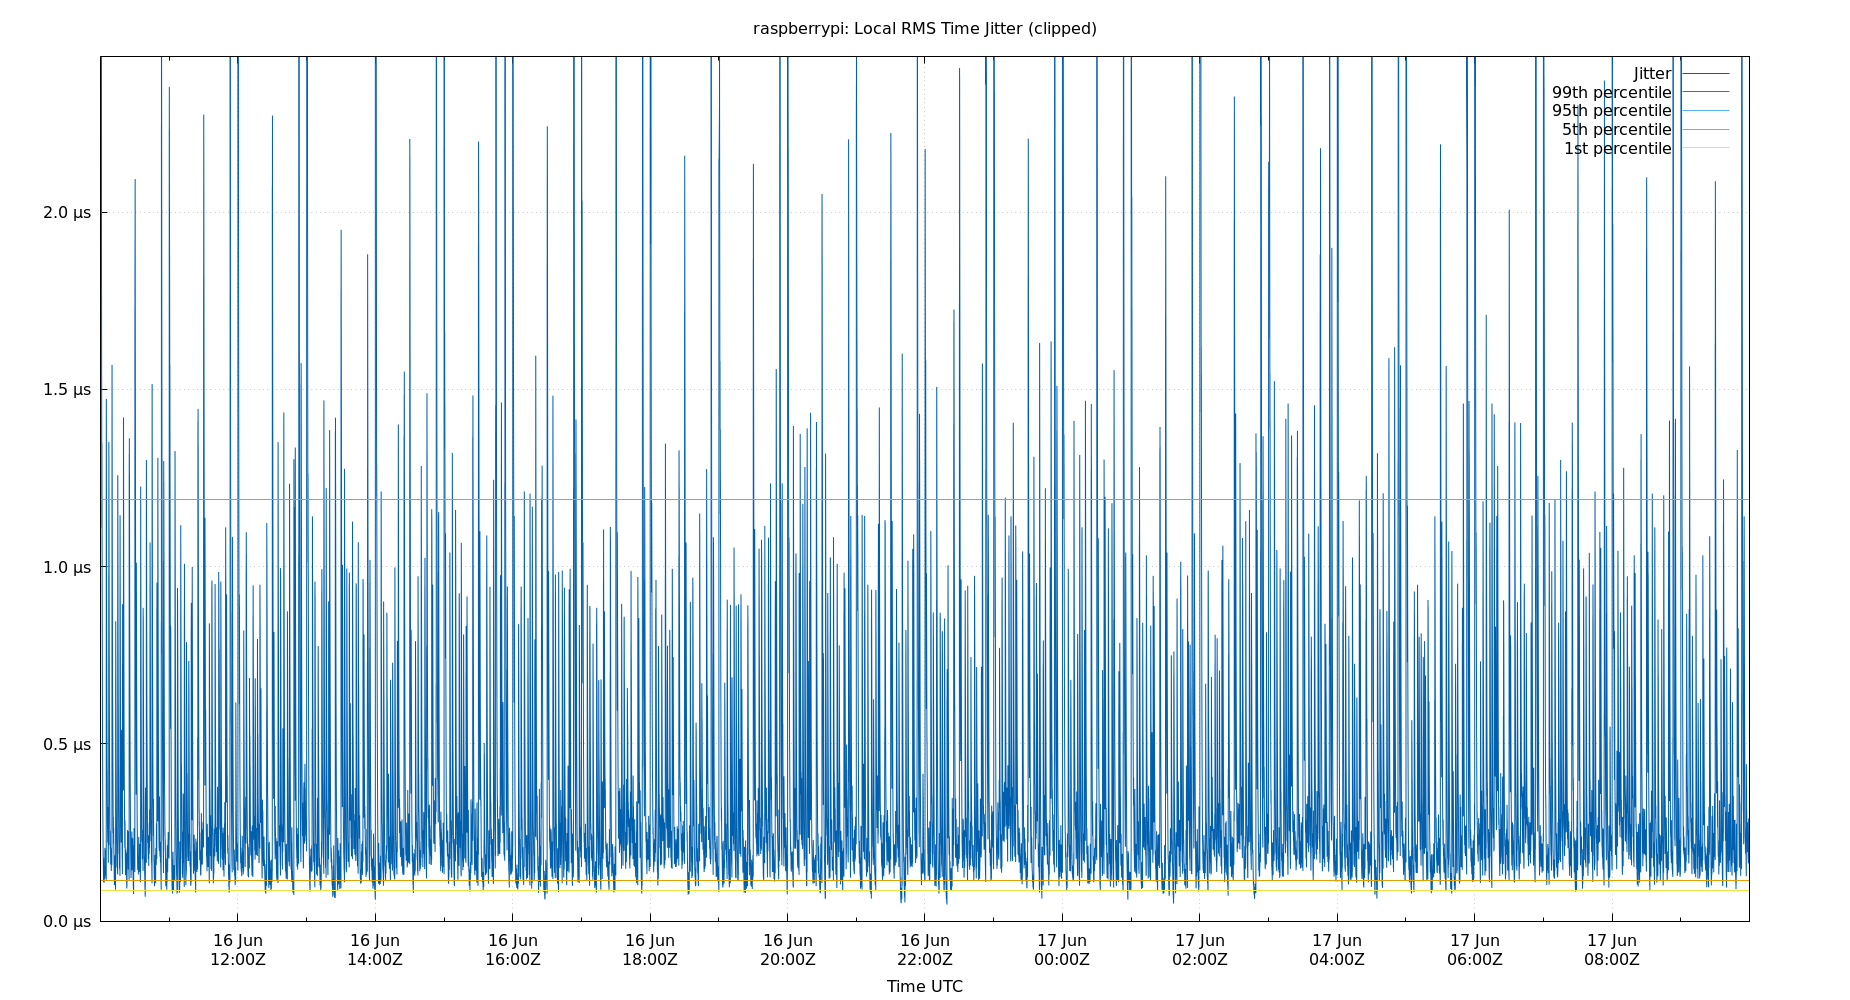 raspberrypi: Local RMS Time Jitter (clipped)
Jitter
99th percentile
95th percentile
5th percentile
1st percentile
2.0 µs
1.5 µs
1.0 µs
0.5 µs
0.0 µs
16 Jun 16 Jun 16 Jun 16 Jun 16 Jun 16 Jun 17 Jun 17 Jun 17 Jun 17 Jun 17 Jun
12:00Z 14:00Z 16:00Z 18:00Z 20:00Z 22:00Z 00:00Z 02:00Z 04:00Z 06:00Z 08:00Z
Time UTC